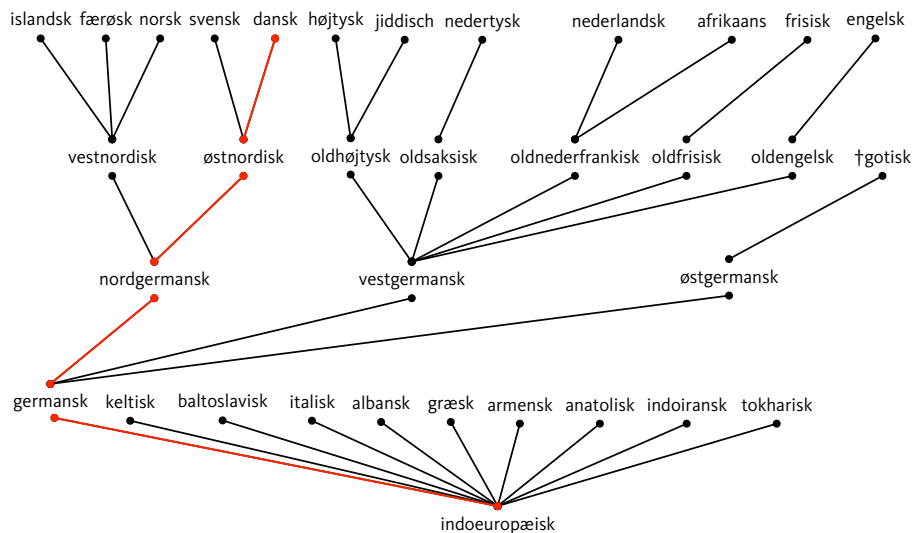 islandsk færøsk norsk svensk dansk højtysk jiddisch nedertysk nederlandsk afrikaans frisisk engelsk
vestnordisk østnordisk oldhøjtysk oldsaksisk oldnederfrankisk oldfrisisk oldengelsk †gotisk
nordgermansk vestgermansk østgermansk
germansk keltisk baltoslavisk italisk albansk græsk armensk anatolisk indoiransk tokharisk
indoeuropæisk